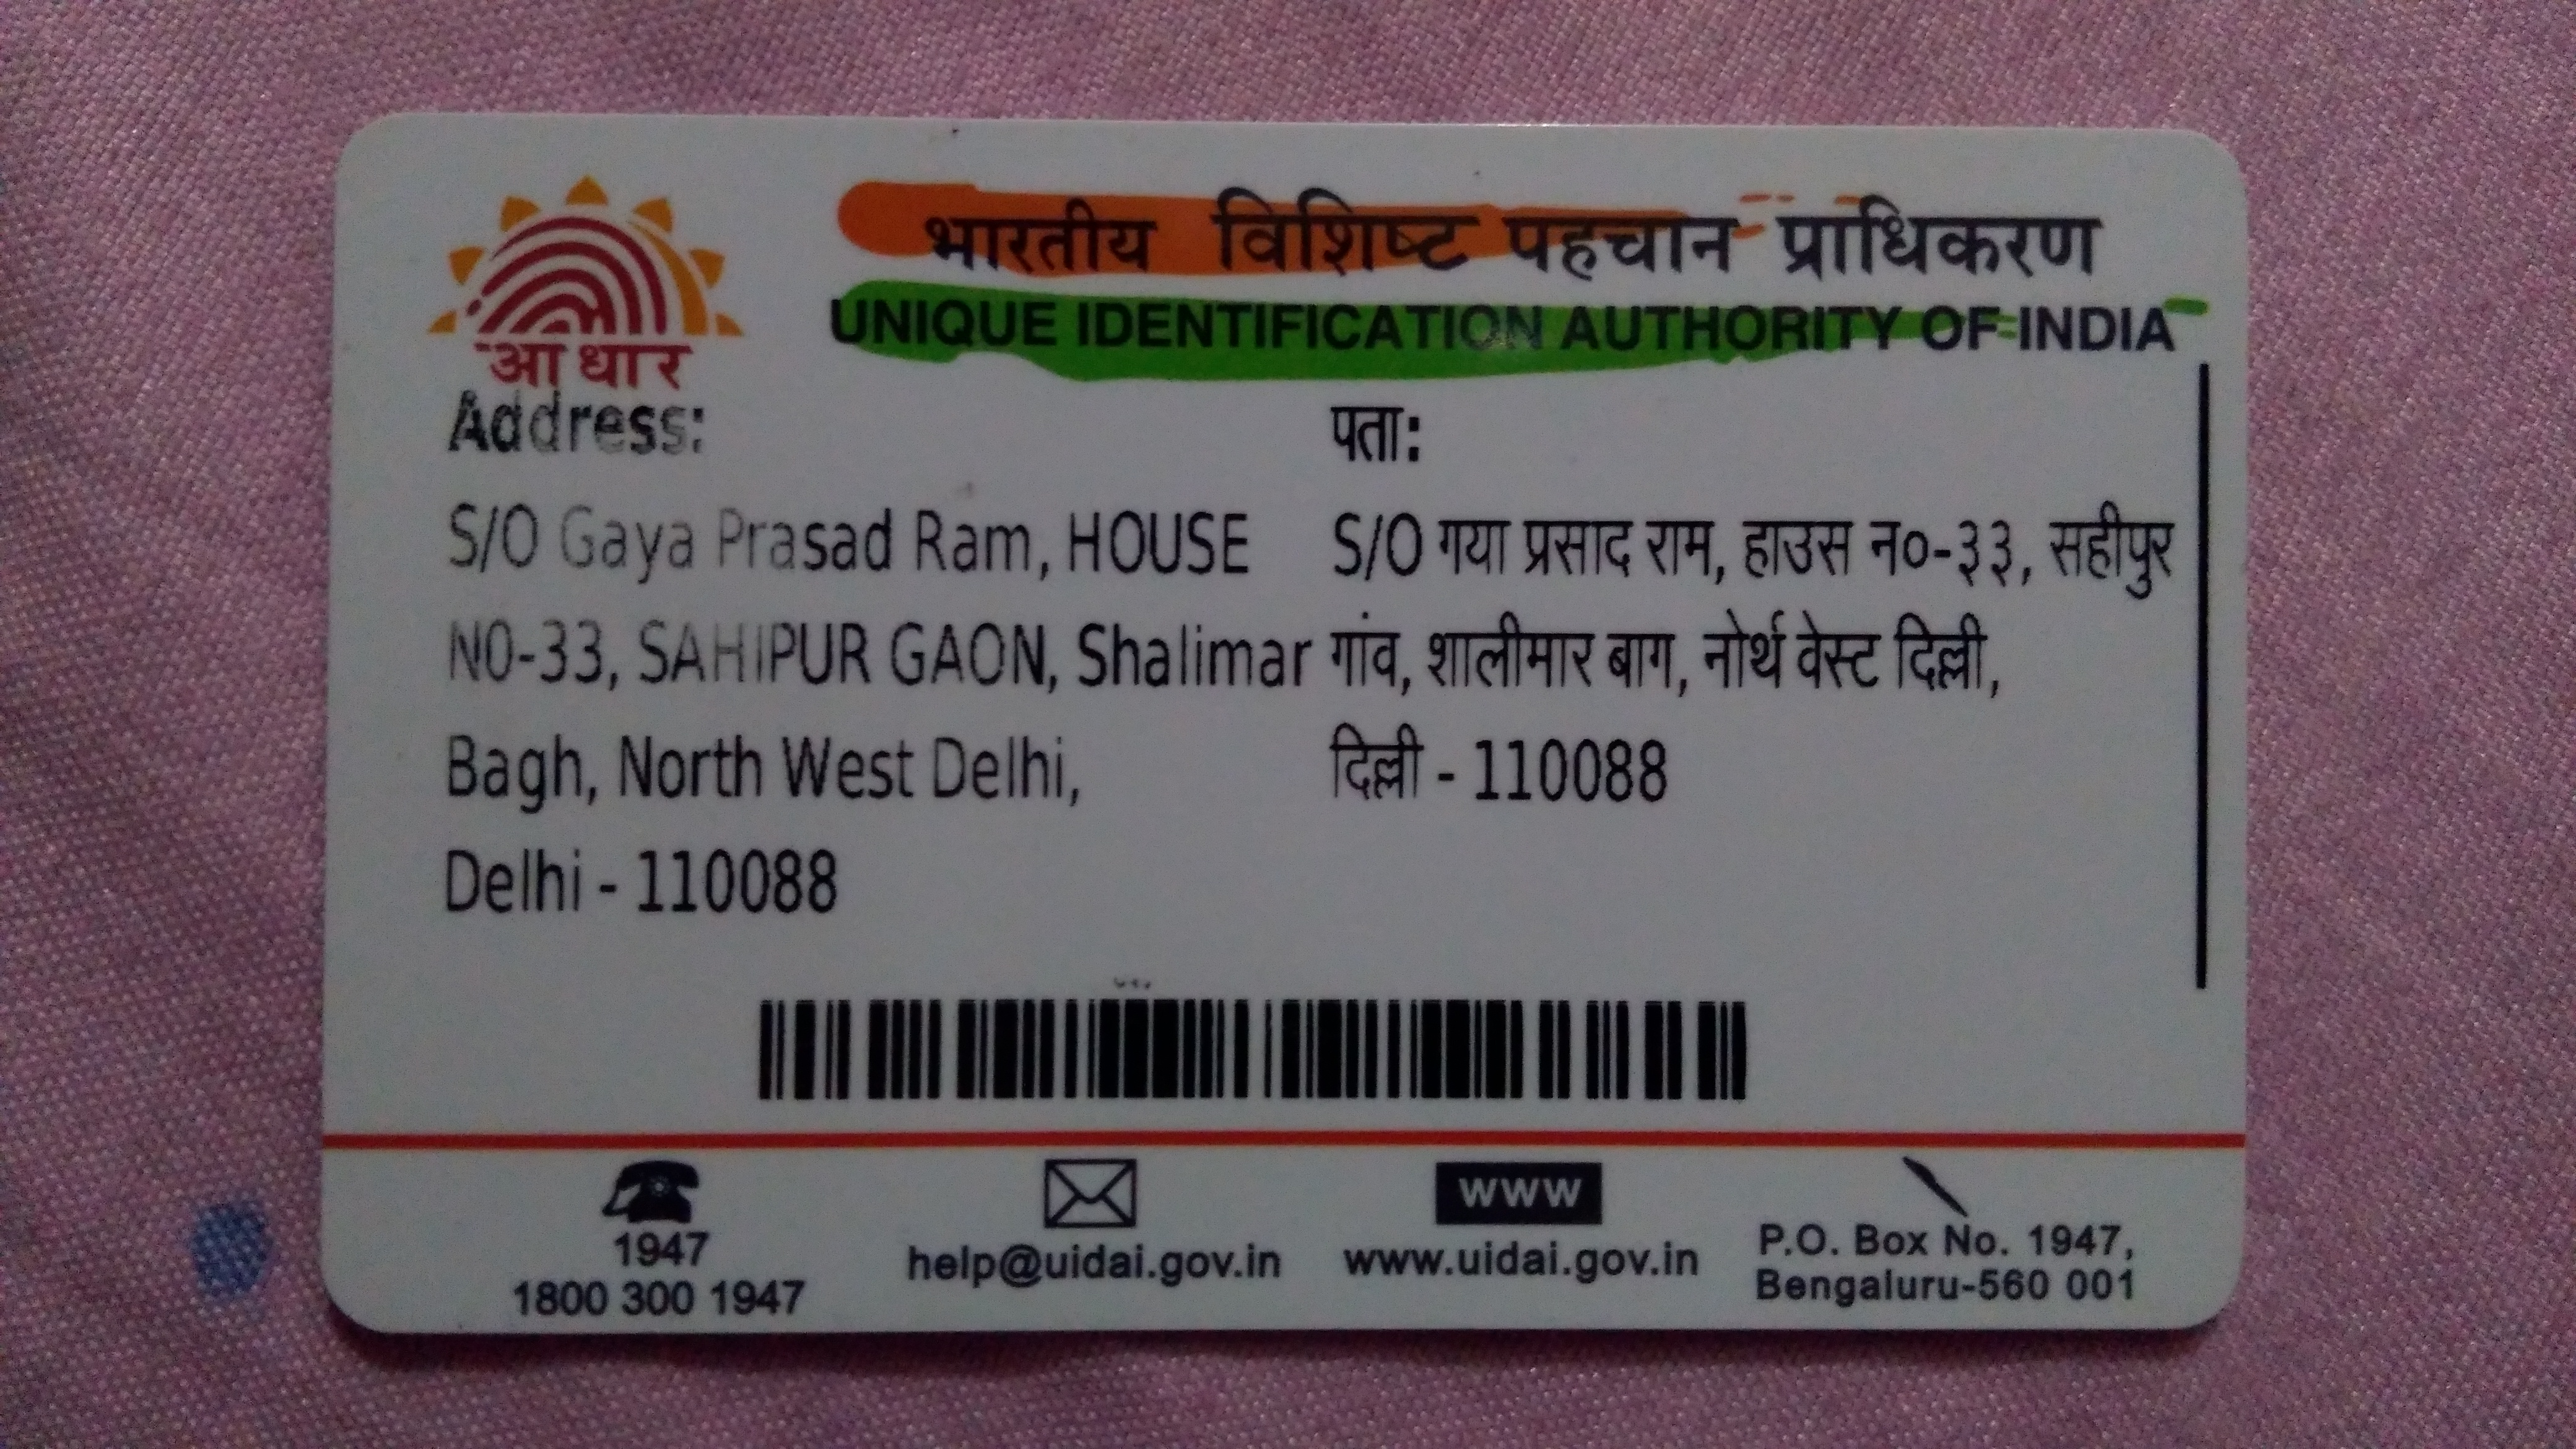 आधार
भारतीय विशिष्ट पहचान प्राधिकरण
UNIQUE IDENTIFICATION AUTHORITY OF INDIA
Address:
S/O Gaya Prasad Ram, HOUSE
NO-33, SAHIPUR GAON, Shalimar
Bagh, North West Delhi,
Delhi - 110088
पता:
S/O गया प्रसाद राम, हाउस न०-३३, सहीपुर
गांव, शालीमार बाग, नोर्थ वेस्ट दिल्ली,
दिल्ली - 110088
1947
1800 300 1947
help@uidai.gov.in
www
www.uidai.gov.in
P.O. Box No. 1947,
Bengaluru-560 001